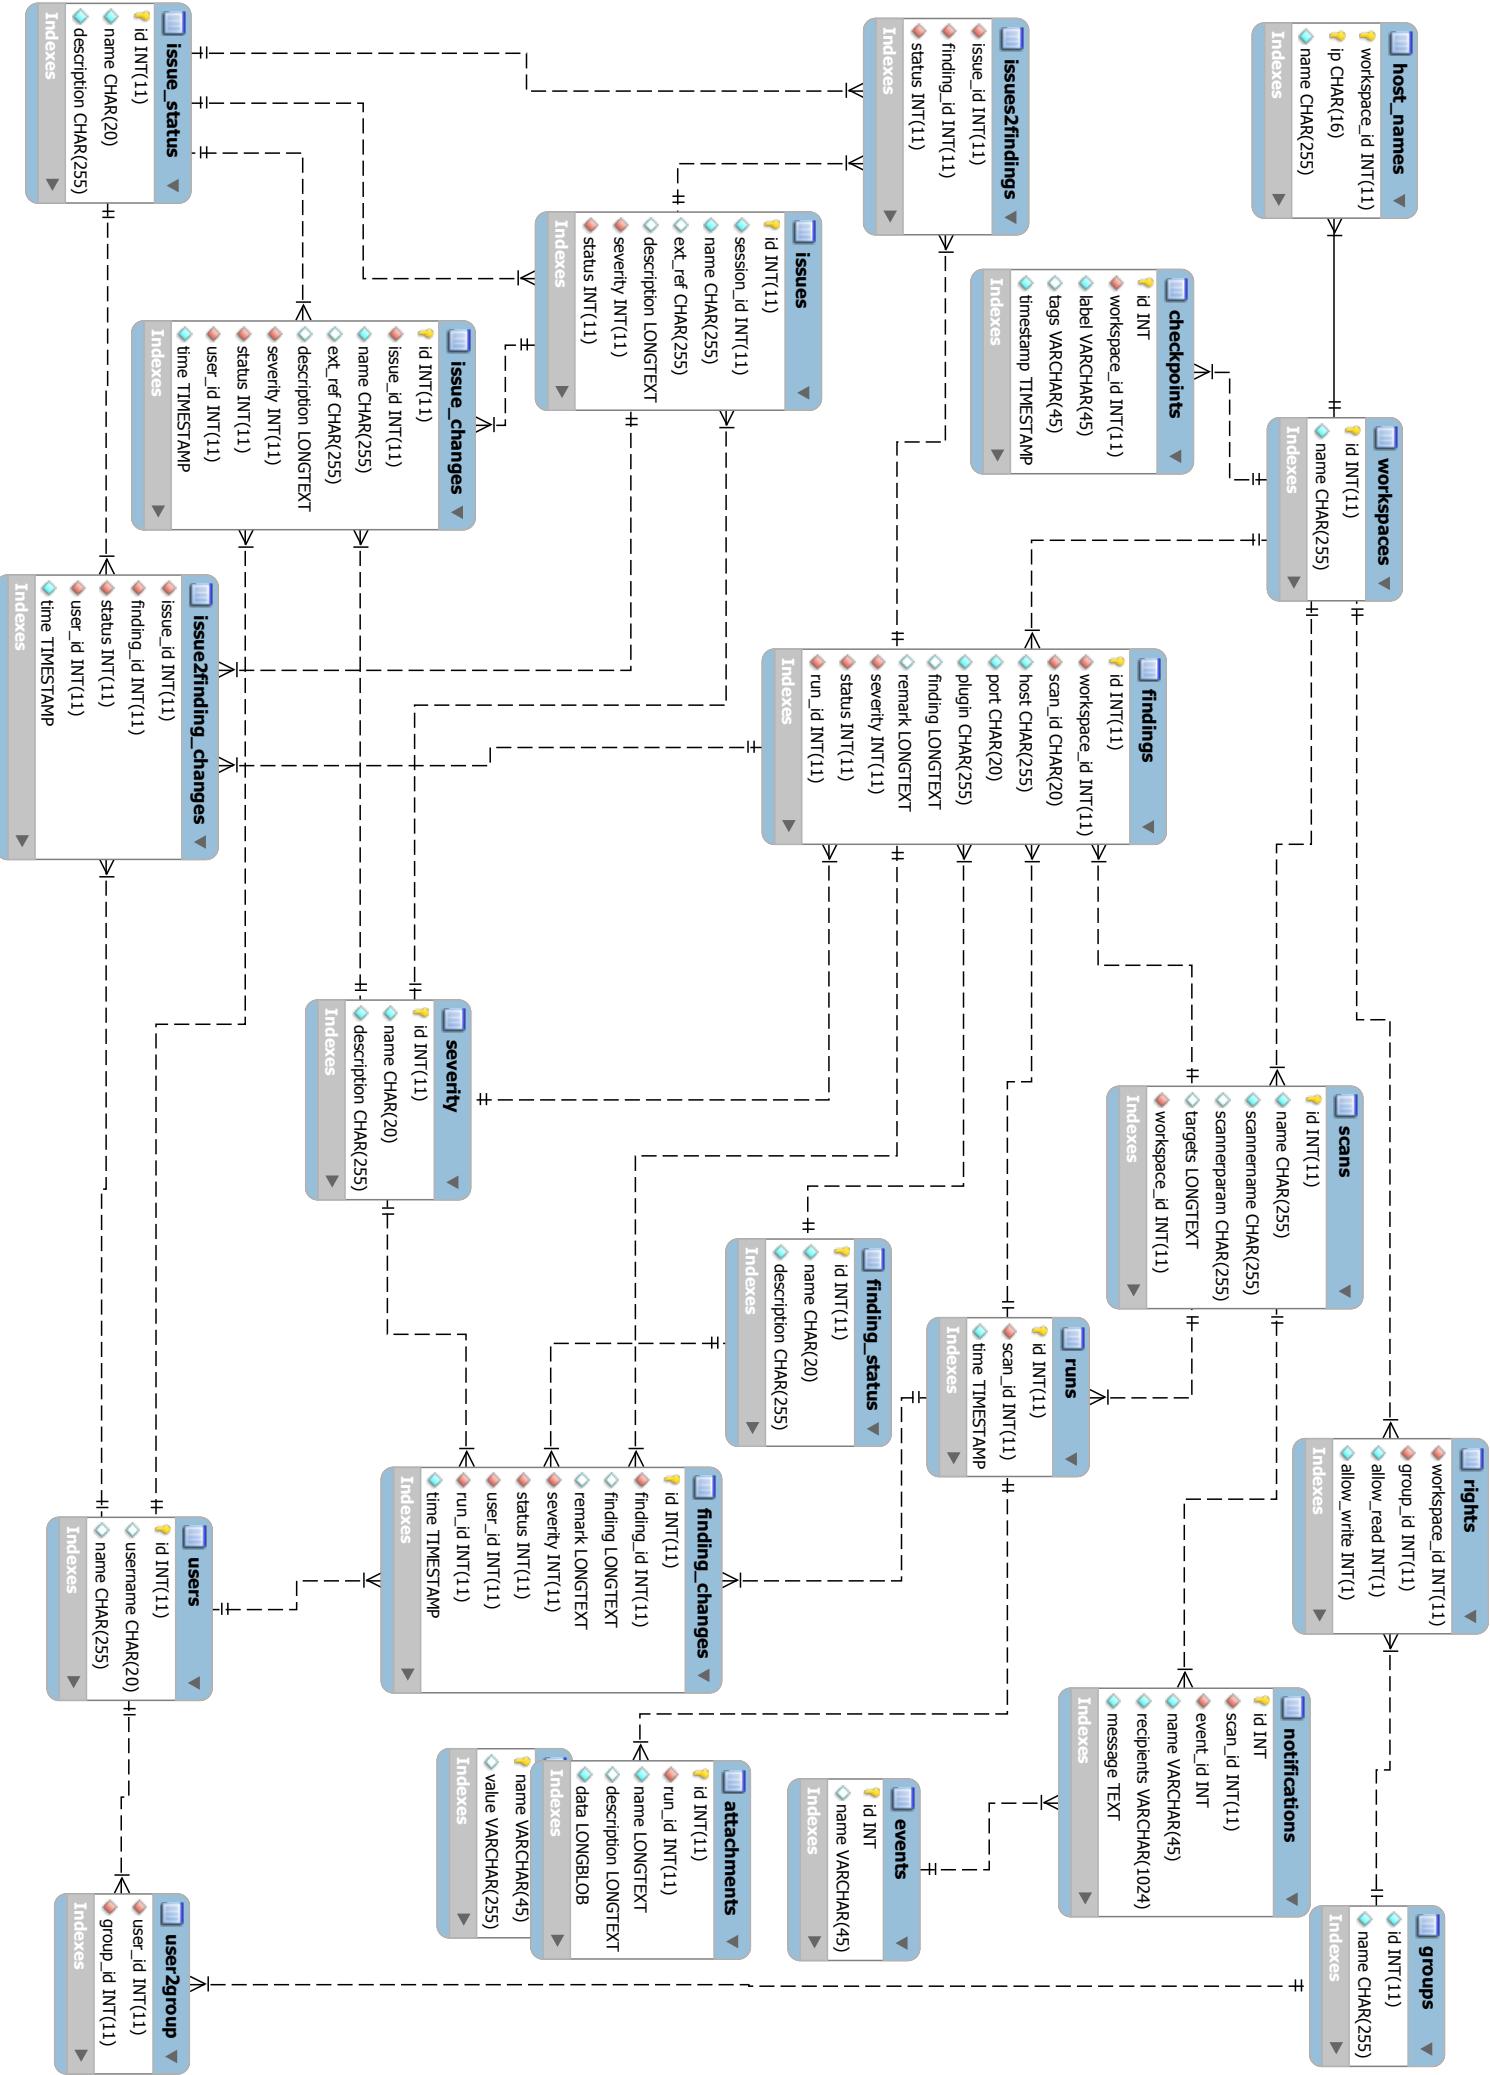 host_names
workspace_id INT(11)
ip CHAR(16)
name CHAR(255)
Indexes
workspaces
id INT(11)
name CHAR(255)
Indexes
rights
workspace_id INT(11)
group_id INT(11)
allow_read INT(1)
allow_write INT(1)
Indexes
groups
id INT(11)
name CHAR(255)
Indexes
scans
id INT(11)
name CHAR(255)
scannername CHAR(255)
scannerparam CHAR(255)
targets LONGTEXT
workspace_id INT(11)
Indexes
notifications
id INT
scan_id INT(11)
event_id INT
name VARCHAR(45)
recipients VARCHAR(1024)
message TEXT
Indexes
checkpoints
id INT
workspace_id INT(11)
label VARCHAR(45)
tags VARCHAR(45)
timestamp TIMESTAMP
Indexes
findings
id INT(11)
workspace_id INT(11)
scan_id CHAR(20)
host CHAR(255)
port CHAR(20)
plugin CHAR(255)
finding LONGTEXT
remark LONGTEXT
severity INT(11)
status INT(11)
run_id INT(11)
Indexes
runs
id INT(11)
scan_id INT(11)
time TIMESTAMP
Indexes
issues2findings
issue_id INT(11)
finding_id INT(11)
status INT(11)
Indexes
events
id INT
name VARCHAR(45)
Indexes
finding_status
id INT(11)
name CHAR(20)
description CHAR(255)
Indexes
issues
id INT(11)
session_id INT(11)
name CHAR(255)
ext_ref CHAR(255)
description LONGTEXT
severity INT(11)
status INT(11)
Indexes
attachments
id INT(11)
run_id INT(11)
name LONGTEXT
description LONGTEXT
data LONGBLOB
Indexes
name VARCHAR(45)
value VARCHAR(255)
Indexes
finding_changes
id INT(11)
finding_id INT(11)
finding LONGTEXT
remark LONGTEXT
severity INT(11)
status INT(11)
user_id INT(11)
run_id INT(11)
time TIMESTAMP
Indexes
issue_changes
id INT(11)
issue_id INT(11)
name CHAR(255)
ext_ref CHAR(255)
description LONGTEXT
severity INT(11)
status INT(11)
user_id INT(11)
time TIMESTAMP
Indexes
severity
id INT(11)
name CHAR(20)
description CHAR(255)
Indexes
issue_status
id INT(11)
name CHAR(20)
description CHAR(255)
Indexes
issue2finding_changes
issue_id INT(11)
finding_id INT(11)
status INT(11)
user_id INT(11)
time TIMESTAMP
Indexes
users
id INT(11)
username CHAR(20)
name CHAR(255)
Indexes
user2group
user_id INT(11)
group_id INT(11)
Indexes